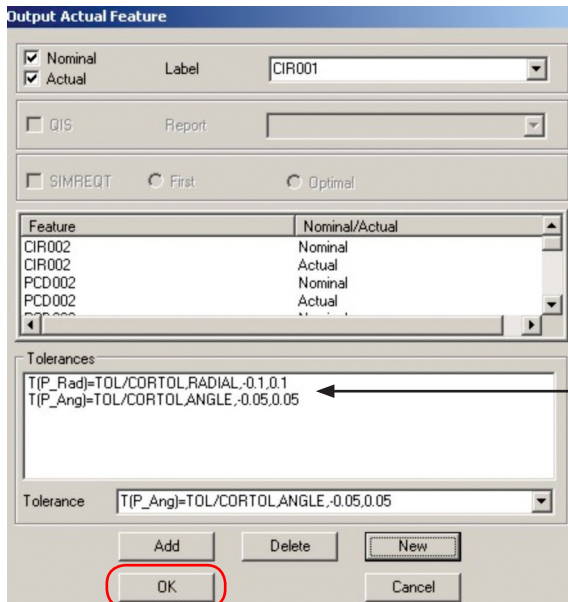 Output Actual Feature
Nominal
Actual
Label
CIR001
QIS
Report
SIMREQT
First
Optimal
Feature Nominal/Actual
CIR002 Nominal
CIR002 Actual
PCD002 Nominal
PCD002 Actual
Tolerances
T(P_Rad)=TOL/CORTOL,RADIAL,-0.1,0.1
T(P_Ang)=TOL/CORTOL,ANGLE,-0.05,0.05
Tolerance T(P_Ang)=TOL/CORTOL,ANGLE,-0.05,0.05
Add Delete New
OK Cancel